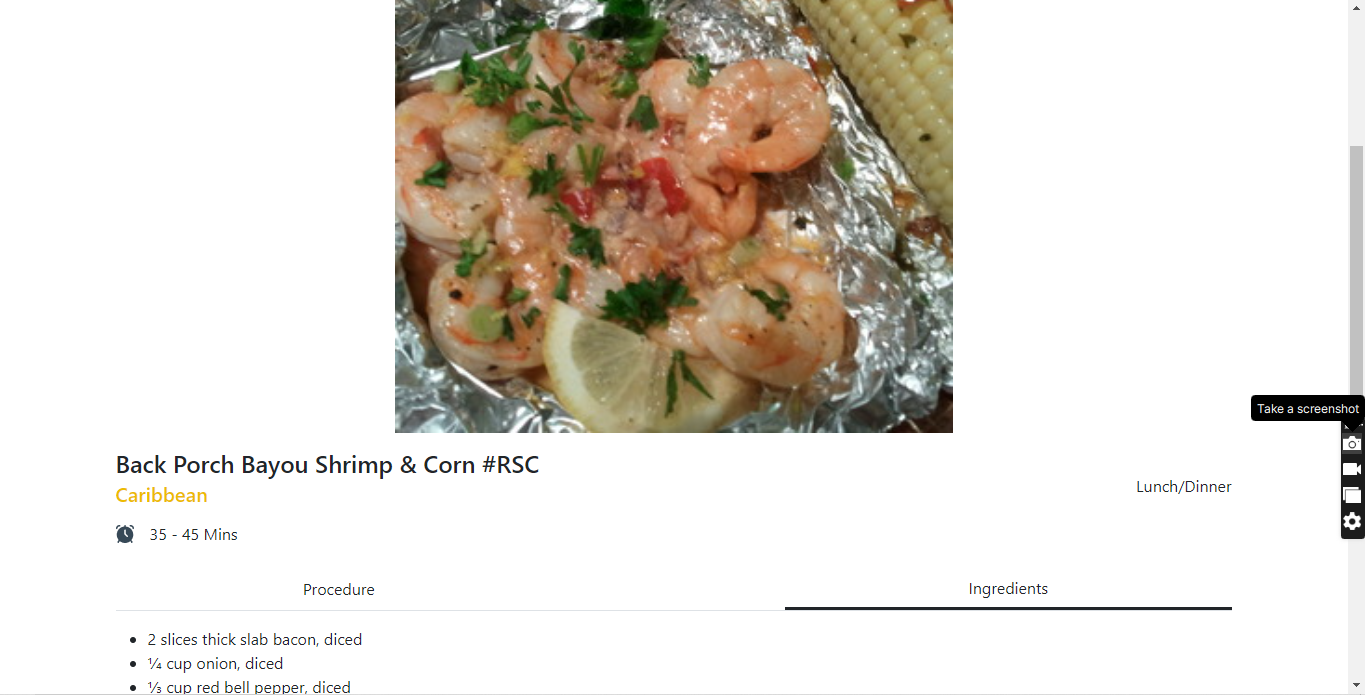 Take a screenshot
Back Porch Bayou Shrimp & Corn #RSC
Caribbean
Lunch/Dinner
35 - 45 Mins
Procedure
Ingredients
2 slices thick slab bacon, diced
¼ cup onion, diced
⅓ cup red bell pepper, diced